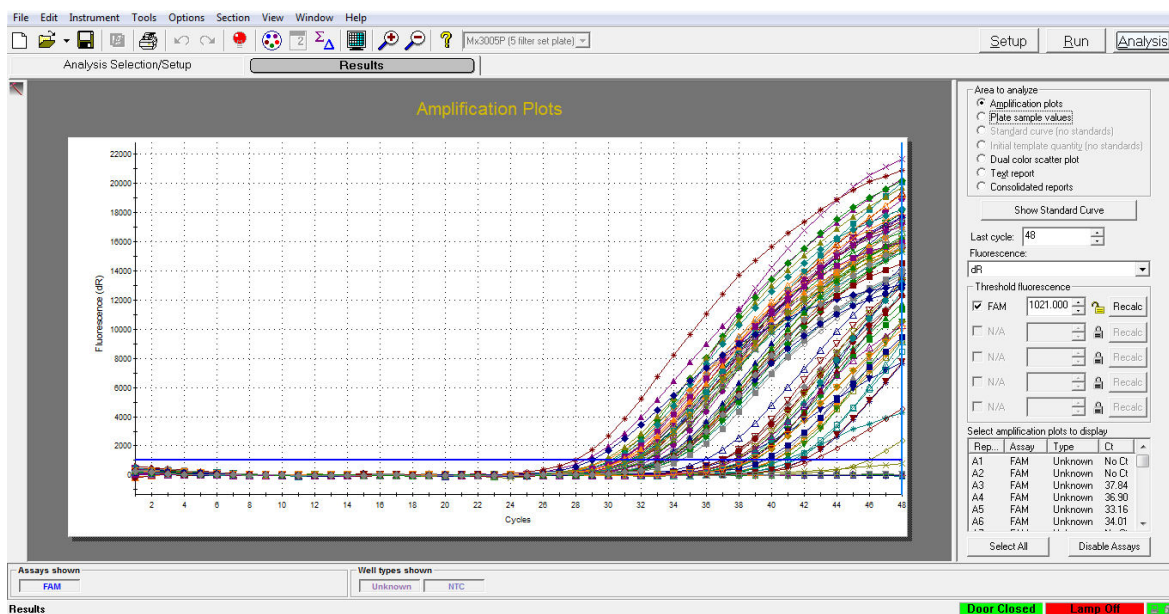 File Edit Instrument Tools Options Section View Window Help
Mx3005P (5 filter set plate)
Setup Run Analysis
Analysis Selection/Setup Results
Amplification Plots
22000
20000
18000
16000
14000
12000
10000
8000
6000
4000
2000
0
Fluorescence (dR)
2 4 6 8 10 12 14 16 18 20 22 24 26 28 30 32 34 36 38 40 42 44 46 48
Cycles
Area to analyze
Amplification plots
Plate sample values
Standard curve (no standards)
Initial template quantity (no standards)
Dual color scatter plot
Text report
Consolidated reports
Show Standard Curve
Last cycle: 48
Fluorescence:
dR
Threshold fluorescence
FAM 1021.000 Recalc
N/A Recalc
N/A Recalc
N/A Recalc
N/A Recalc
Select amplification plots to display
Rep... Assay Type Ct
A1 FAM Unknown No Ct
A2 FAM Unknown No Ct
A3 FAM Unknown 37.84
A4 FAM Unknown 36.90
A5 FAM Unknown 33.16
A6 FAM Unknown 34.01
Select All Disable Assays
Assays shown
FAM
Well types shown
Unknown NTC
Results
Door Closed Lamp Off